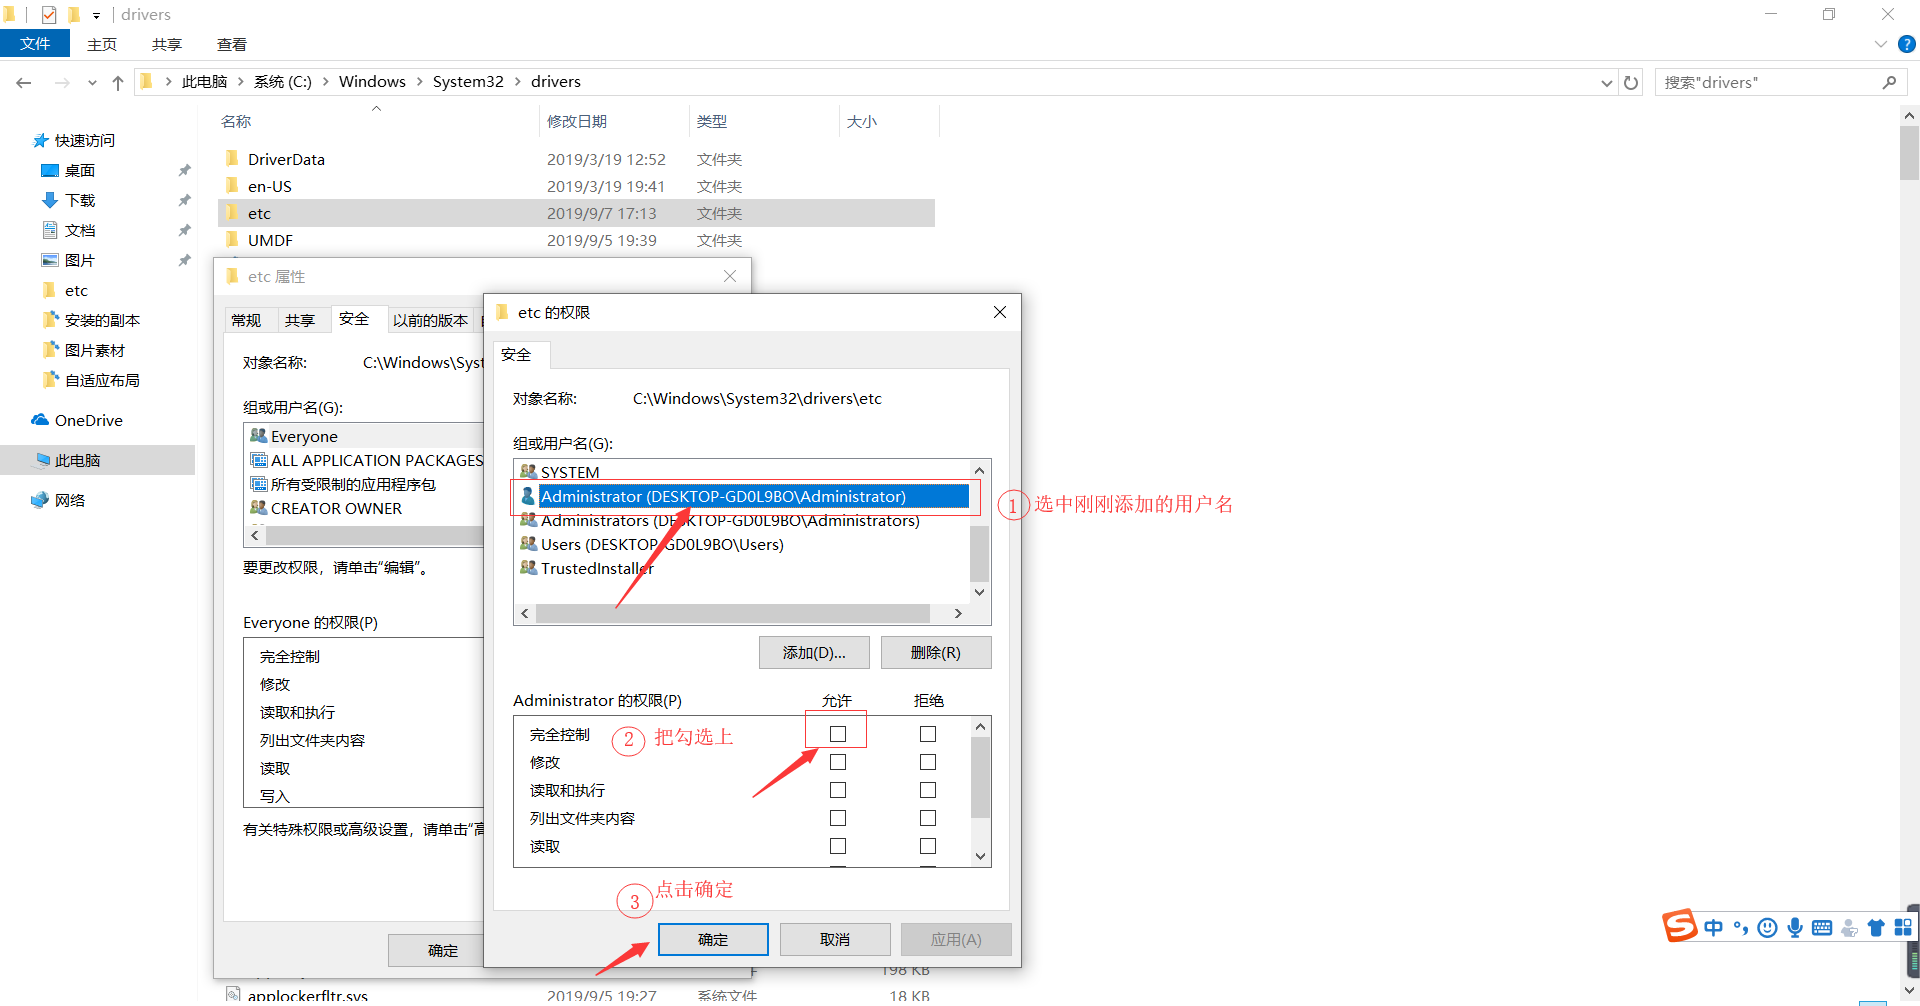 drivers
文件 主页 共享 查看
此电脑 系统 (C:) Windows System32 drivers
搜索"drivers"
名称 修改日期 类型 大小
快速访问
桌面
下载
文档
图片
etc
安装的副本
图片素材
自适应布局
OneDrive
此电脑
网络
DriverData 2019/3/19 12:52 文件夹
en-US 2019/3/19 19:41 文件夹
etc 2019/9/7 17:13 文件夹
UMDF 2019/9/5 19:39 文件夹
etc 属性
常规 共享 安全 以前的版本
对象名称: C:\Windows\Syst
组或用户名(G):
Everyone
ALL APPLICATION PACKAGES
所有受限制的应用程序包
CREATOR OWNER
要更改权限，请单击“编辑”。
Everyone 的权限(P)
完全控制
修改
读取和执行
列出文件夹内容
读取
写入
有关特殊权限或高级设置，请单击“高
确定
etc 的权限
安全
对象名称: C:\Windows\System32\drivers\etc
组或用户名(G):
SYSTEM
Administrator (DESKTOP-GD0L9BO\Administrator)
Administrators (DESKTOP-GD0L9BO\Administrators)
Users (DESKTOP-GD0L9BO\Users)
TrustedInstaller
1 选中刚刚添加的用户名
添加(D)... 删除(R)
Administrator 的权限(P) 允许 拒绝
完全控制
2 把勾选上
修改
读取和执行
列出文件夹内容
读取
3 点击确定
确定 取消 应用(A)
198 KB
applockerfltr.sys 2019/9/5 19:27 系统文件 18 KB
S 中